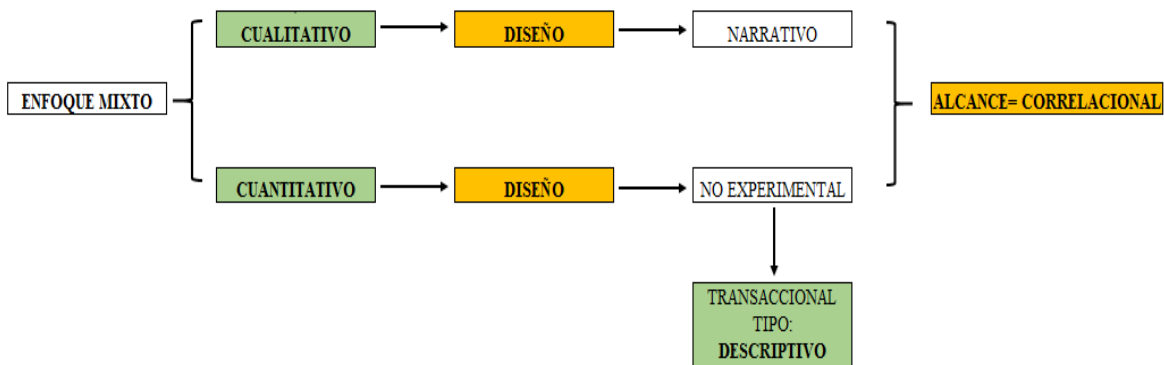 CUALITATIVO
DISEÑO
NARRATIVO
ENFOQUE MIXTO
ALCANCE= CORRELACIONAL
CUANTITATIVO
DISEÑO
NO EXPERIMENTAL
TRANSACCIONAL
TIPO:
DESCRIPTIVO